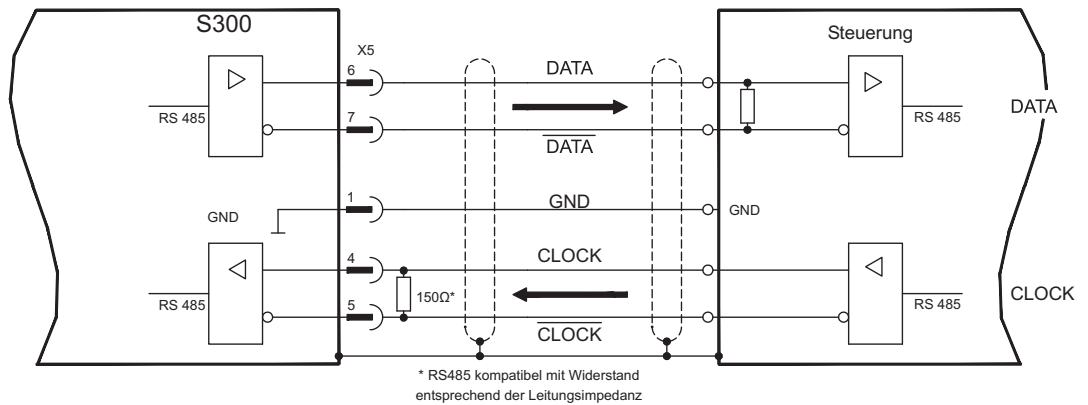 S300
Steuerung
X5
6
DATA
RS 485
RS 485
DATA
7
DATA
1
GND
GND
GND
4
CLOCK
150Ω*
RS 485
RS 485
CLOCK
5
CLOCK
* RS485 kompatibel mit Widerstand
entsprechend der Leitungsimpedanz